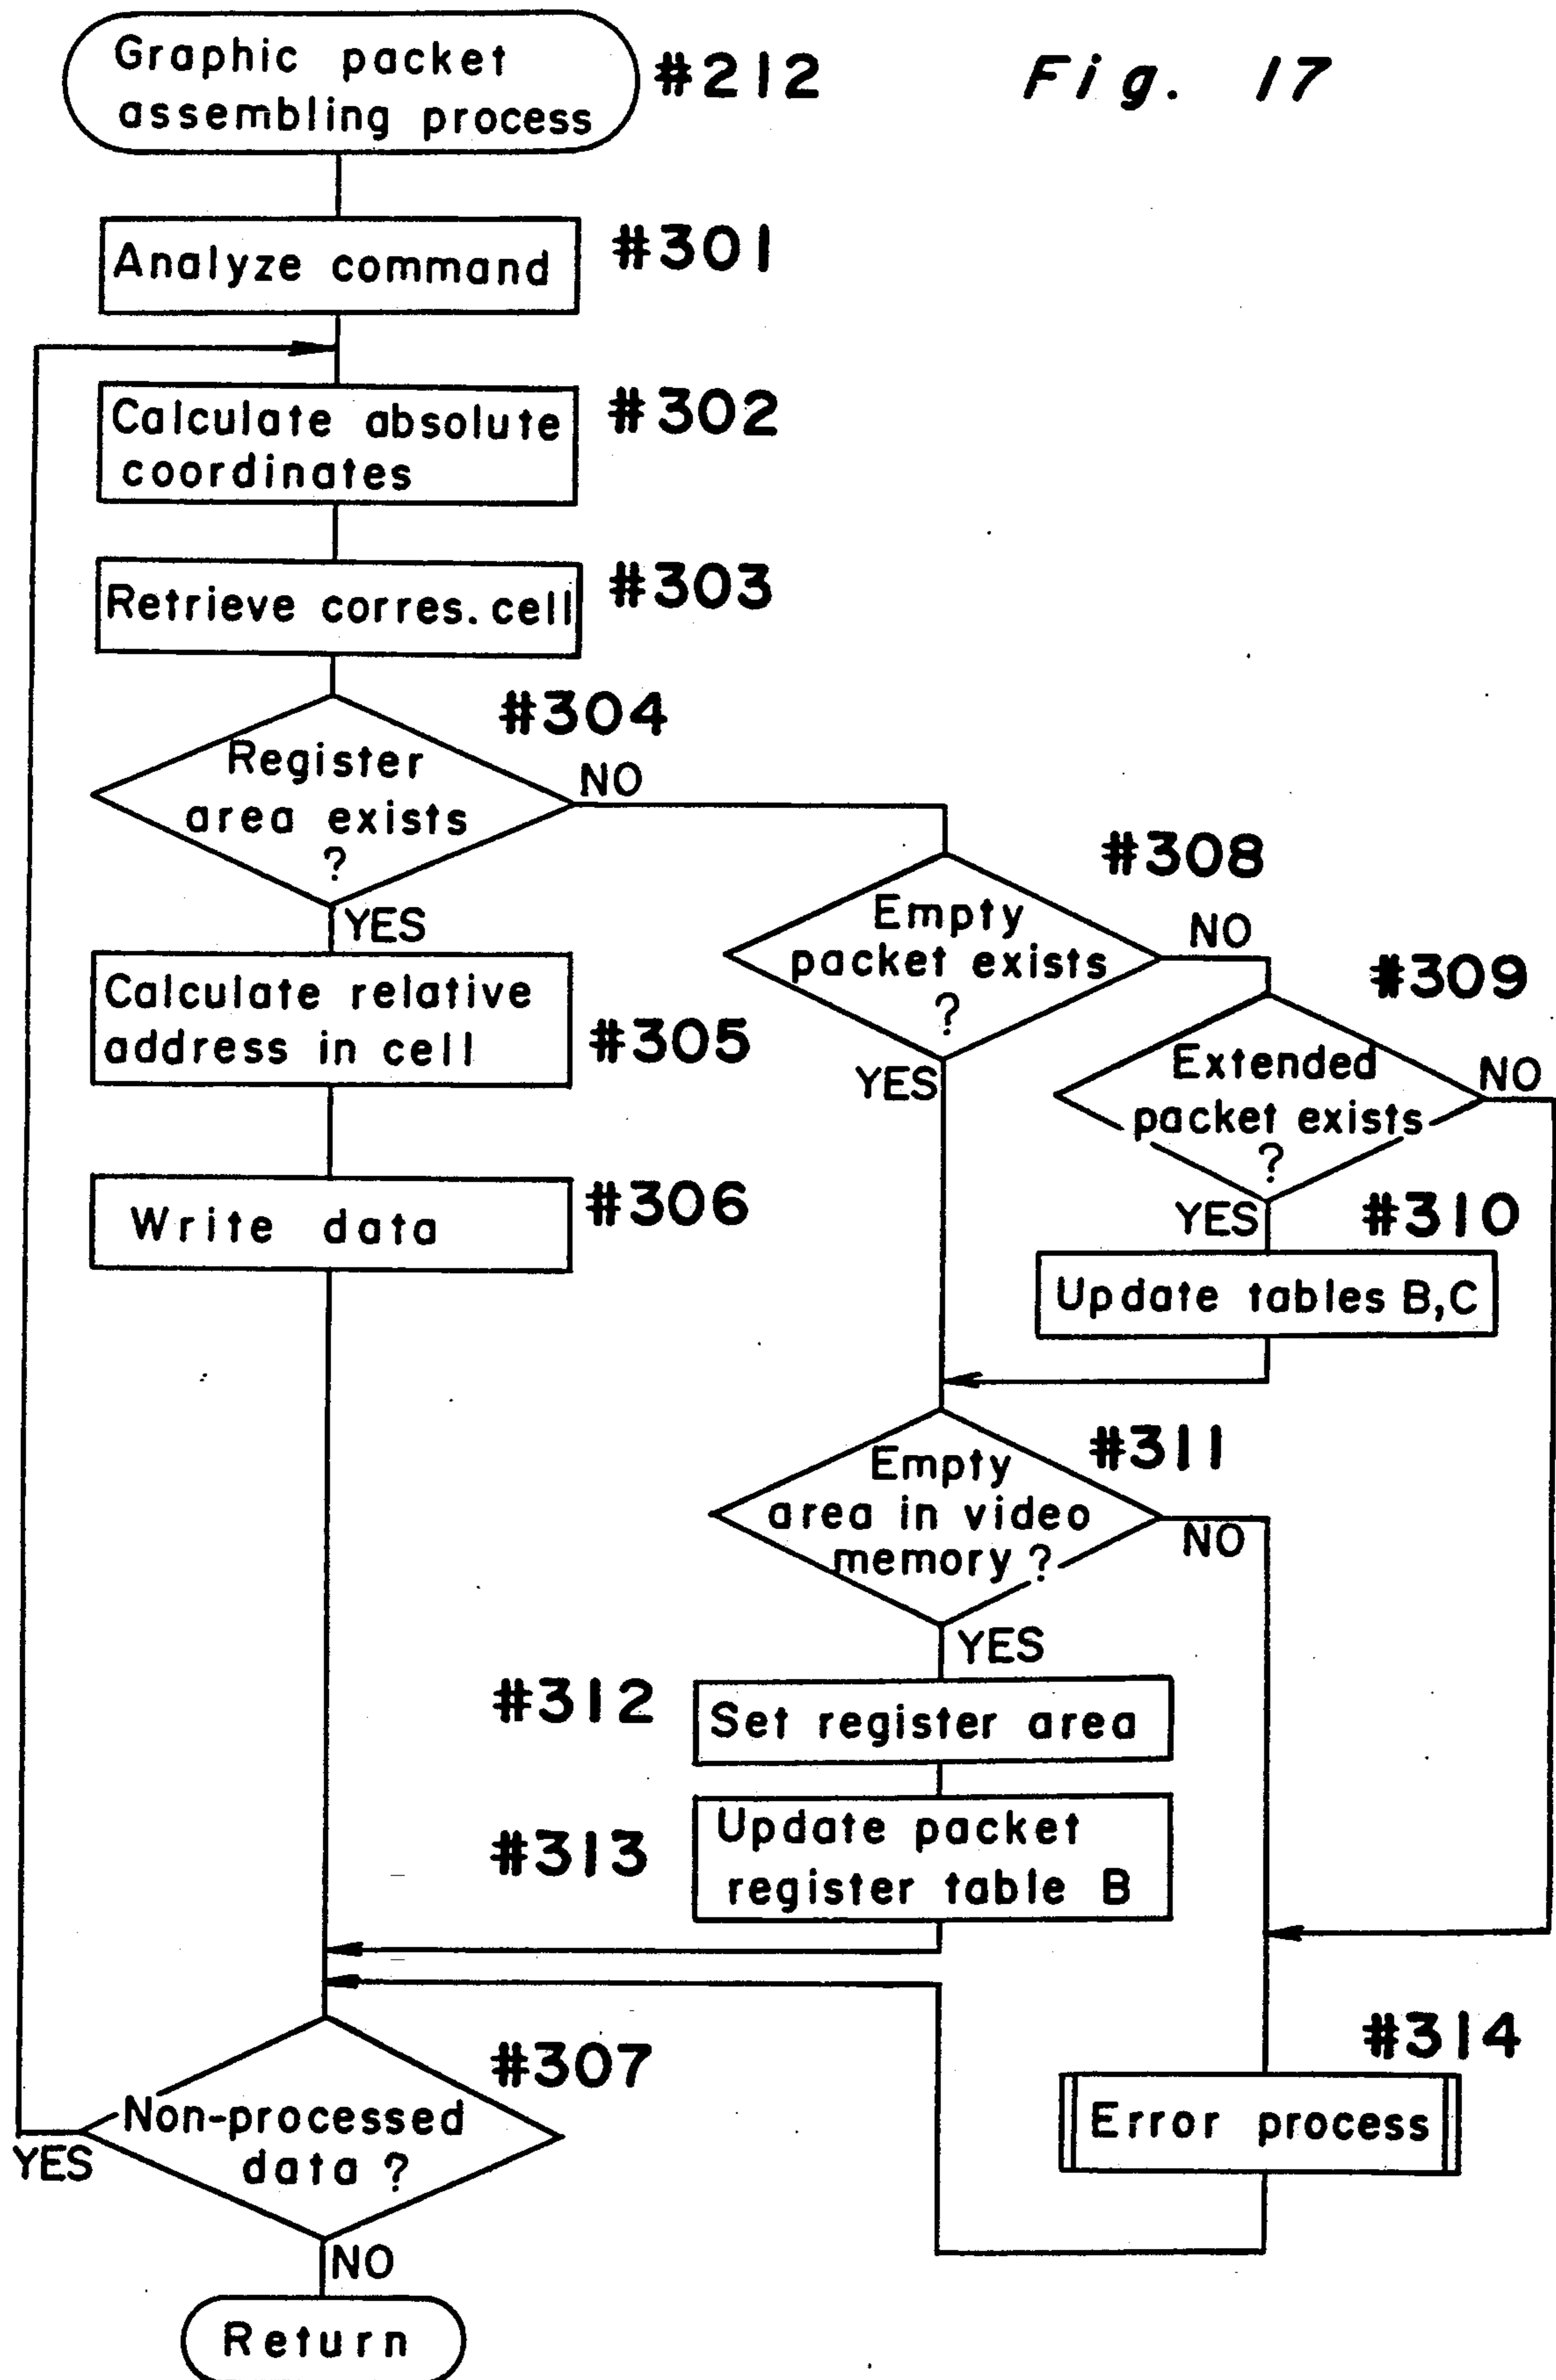 Graphic packet
assembling process
#212
Fig. 17
Analyze command
#301
Calculate absolute
coordinates
#302
Retrieve corres. cell
#303
#304
Register
area exists
?
NO
YES
#308
Empty
packet exists
?
NO
YES
#309
Extended
packet exists
?
NO
YES
Calculate relative
address in cell
#305
Write data
#306
#310
Update tables B,C
#311
Empty
area in video
memory ?
NO
YES
#312
Set register area
#313
Update packet
register table B
#307
Non-processed
data ?
YES
NO
#314
Error process
Return